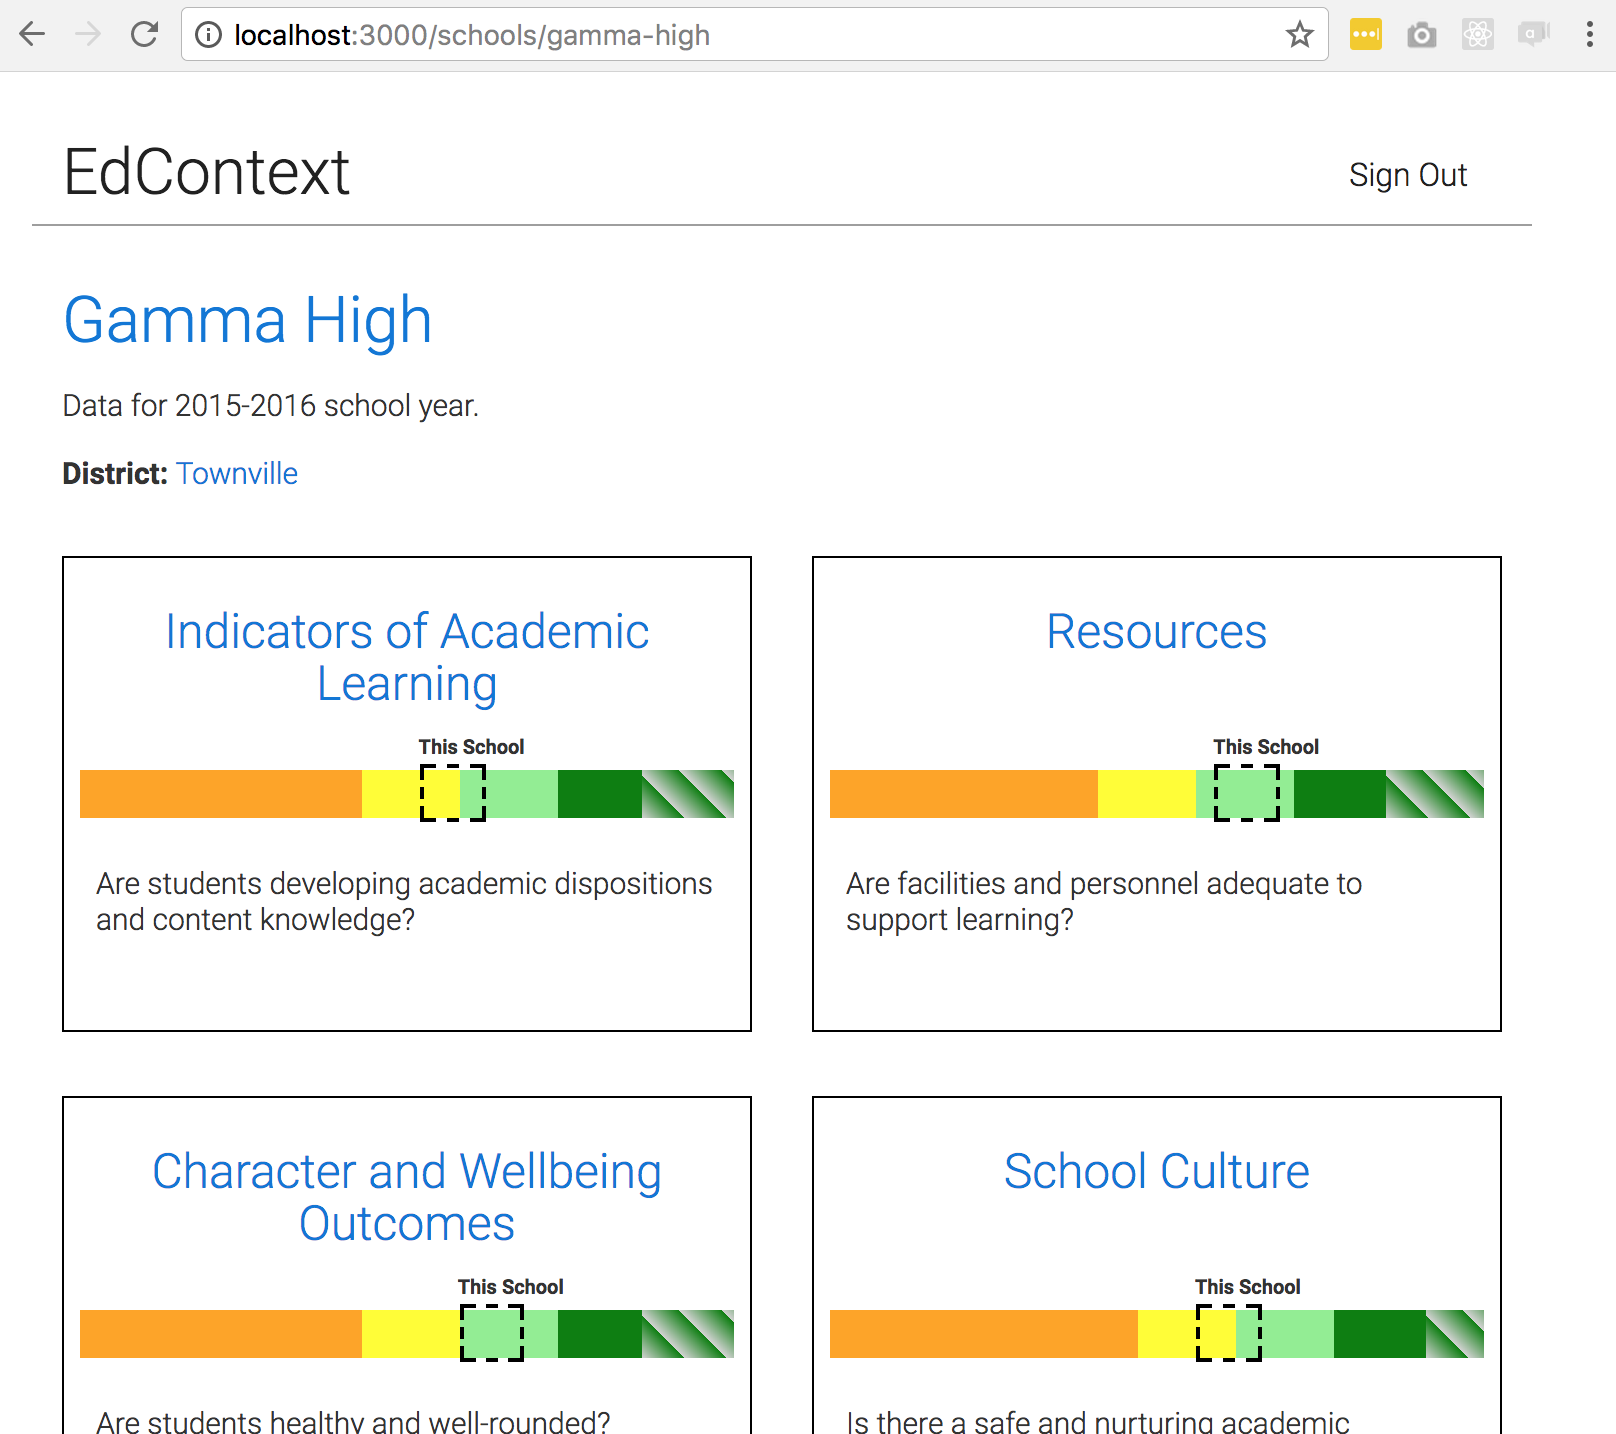 localhost:3000/schools/gamma-high
EdContext
Sign Out
Gamma High
Data for 2015-2016 school year.
District: Townville
Indicators of Academic
Learning
This School
Are students developing academic dispositions
and content knowledge?
Resources
This School
Are facilities and personnel adequate to
support learning?
Character and Wellbeing
Outcomes
This School
Are students healthy and well-rounded?
School Culture
This School
Is there a safe and nurturing academic